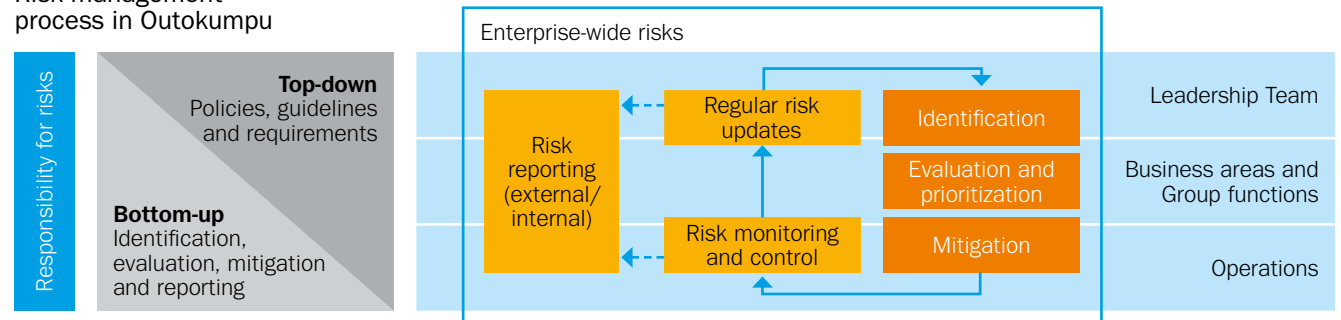 Risk management
process in Outokumpu
Responsibility for risks
Top-down
Policies, guidelines
and requirements
Bottom-up
Identification,
evaluation, mitigation
and reporting
Enterprise-wide risks
Risk
reporting
(external/
internal)
Regular risk
updates
Risk monitoring
and control
Identification
Evaluation and
prioritization
Mitigation
Leadership Team
Business areas and
Group functions
Operations